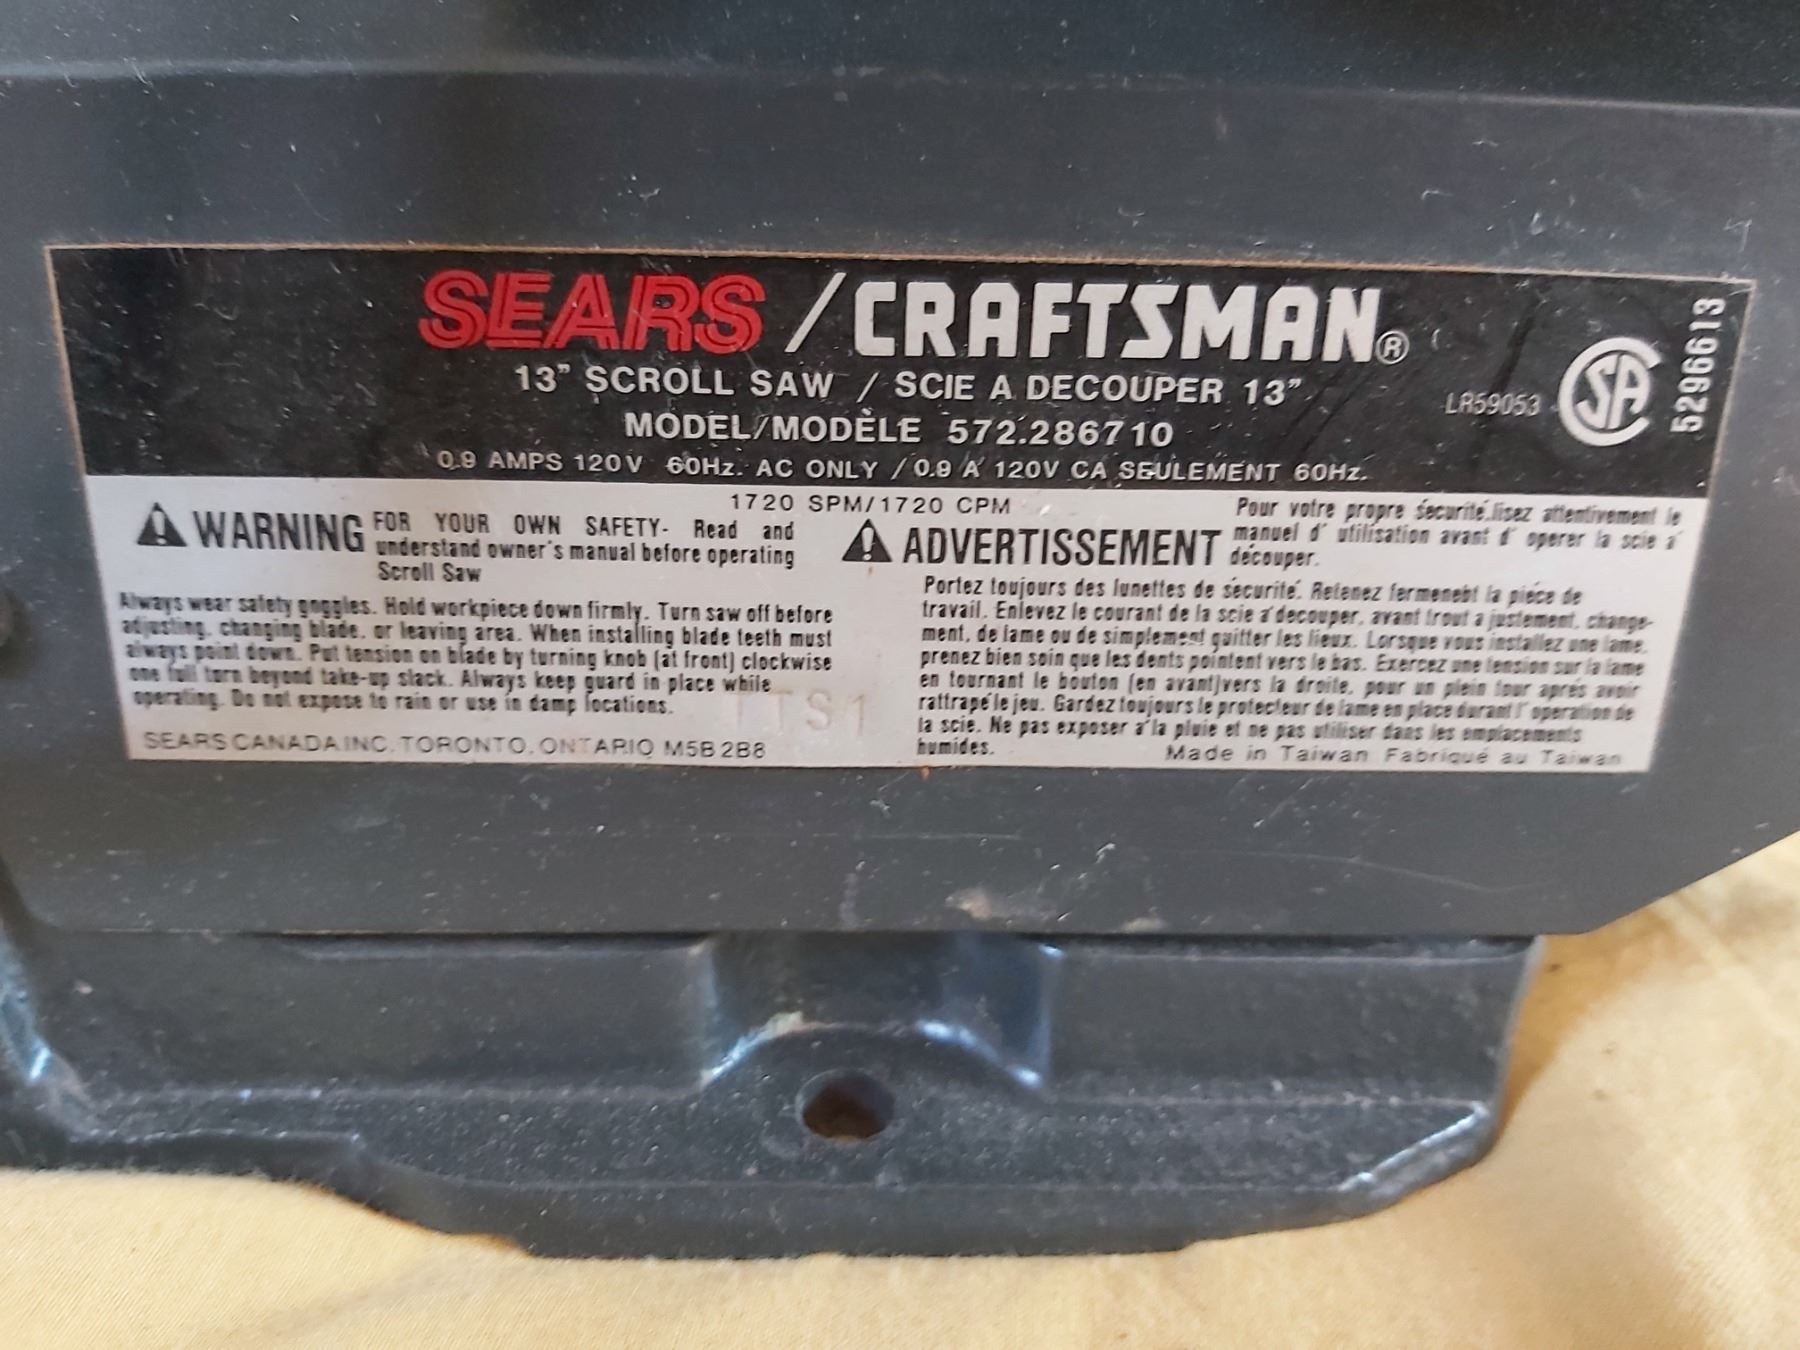 SEARS / CRAFTSMAN®
13" SCROLL SAW / SCIE A DECOUPER 13"
MODEL/MODÈLE 572.286710
0.9 AMPS 120V 60Hz. AC ONLY / 0.9 A 120V CA SEULEMENT 60Hz.
LR59053
SA
5296613
1720 SPM/1720 CPM
WARNING
FOR YOUR OWN SAFETY- Read and
understand owner's manual before operating
Scroll Saw
Always wear safety goggles. Hold workpiece down firmly. Turn saw off before
adjusting, changing blade, or leaving area. When installing blade teeth must
always point down. Put tension on blade by turning knob (at front) clockwise
one full turn beyond take-up slack. Always keep guard in place while
operating. Do not expose to rain or use in damp locations.
TTS1
SEARS CANADA INC. TORONTO, ONTARIO M5B 2B8
ADVERTISSEMENT
Pour votre propre śecurité.lisez attentivement le
manuel d' utilisation avant d' operer la scie a'
découper.
Portez toujours des lunettes de śecurité. Retenez fermenebt la piéce de
travail. Enlevez le courant de la scie a'decouper, avant trout ajustement, change-
ment, de lame ou de simplement quitter les lieux. Lorsque vous installez une lame,
prenez bien soin que les dents pointent vers le bas. Exercez une tension sur la lame
en tournant le bouton (en avant)vers la droite, pour un plein tour aprés avoir
rattrapé le jeu. Gardez toujours le protecteur de lame en place durant l' operation de
la scie. Ne pas exposer a'la pluie et ne pas utiliser dans les emplacements
humides.
Made in Taiwan Fabriqué au Taiwan